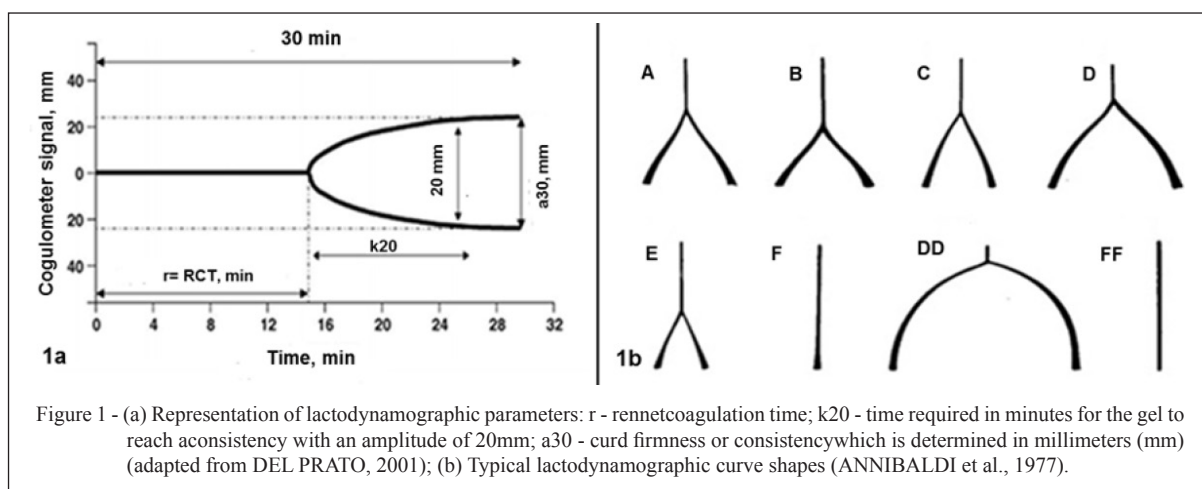 30 min
Cogulometer signal, mm
40
20
0
20
40
20 mm
a30, mm
k20
r= RCT, min
0 4 8 12 16 20 24 28 32
1a
Time, min
A B C D
E F DD FF
1b
Figure 1 - (a) Representation of lactodynamographic parameters: r - rennetcoagulation time; k20 - time required in minutes for the gel to
reach aconsistency with an amplitude of 20mm; a30 - curd firmness or consistencywhich is determined in millimeters (mm)
(adapted from DEL PRATO, 2001); (b) Typical lactodynamographic curve shapes (ANNIBALDI et al., 1977).